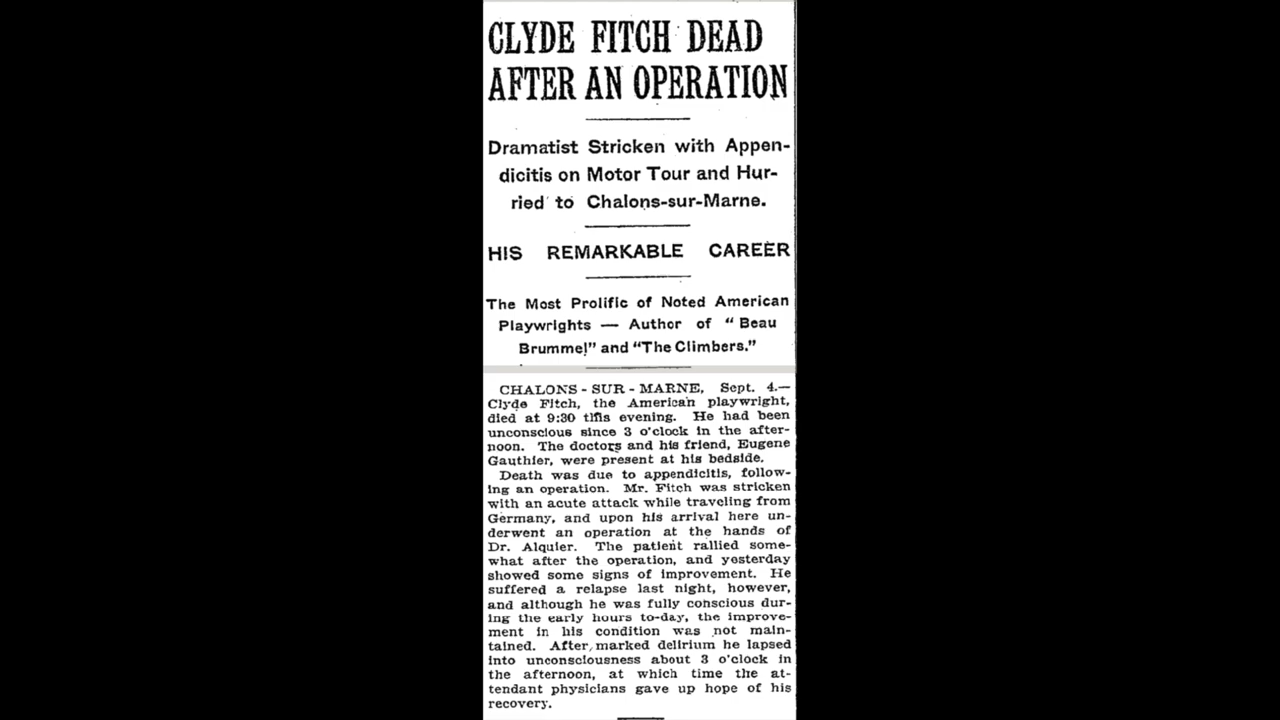 CLYDE FITCH DEAD
AFTER AN OPERATION
Dramatist Stricken with Appen-
dicitis on Motor Tour and Hur-
ried to Chalons-sur-Marne.
HIS REMARKABLE CAREER
The Most Prolific of Noted American
Playwrights — Author of "Beau
Brummel" and "The Climbers."
CHALONS-SUR-MARNE, Sept. 4.—
Clyde Fitch, the American playwright,
died at 9:30 this evening. He had been
unconscious since 3 o'clock in the after-
noon. The doctors and his friend, Eugene
Gauthier, were present at his bedside.
Death was due to appendicitis, follow-
ing an operation. Mr. Fitch was stricken
with an acute attack while traveling from
Germany, and upon his arrival here un-
derwent an operation at the hands of
Dr. Alquier. The patient rallied some-
what after the operation, and yesterday
showed some signs of improvement. He
suffered a relapse last night, however,
and although he was fully conscious dur-
ing the early hours to-day, the improve-
ment in his condition was not main-
tained. After marked delirium he lapsed
into unconsciousness about 3 o'clock in
the afternoon, at which time the at-
tendant physicians gave up hope of his
recovery.